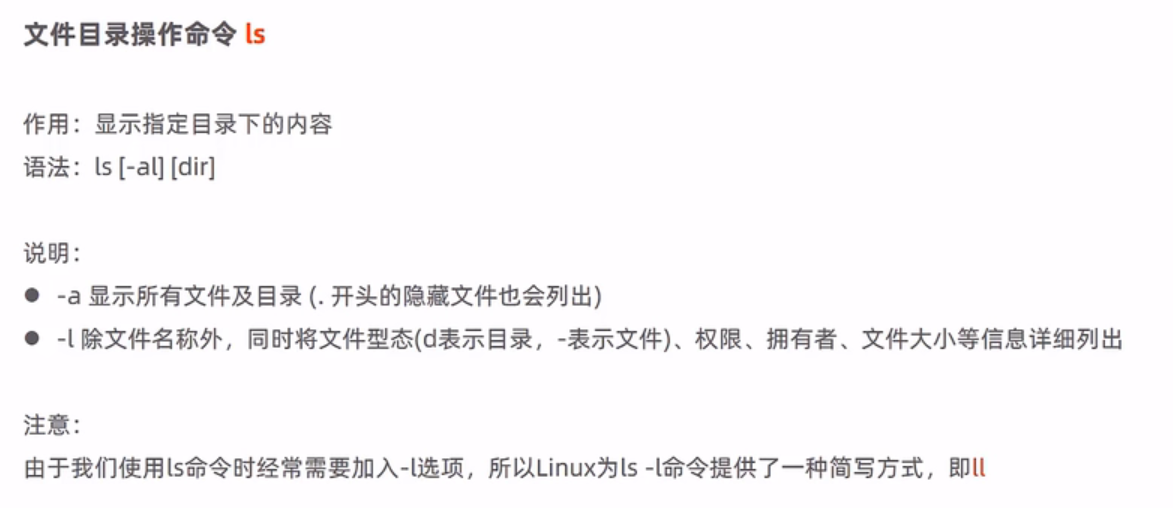 文件目录操作命令 ls
作用：显示指定目录下的内容
语法：ls [-al] [dir]
说明：
● -a 显示所有文件及目录 (. 开头的隐藏文件也会列出)
● -l 除文件名称外，同时将文件型态(d表示目录，-表示文件)、权限、拥有者、文件大小等信息详细列出
注意：
由于我们使用ls命令时经常需要加入-l选项，所以Linux为ls -l命令提供了一种简写方式，即ll